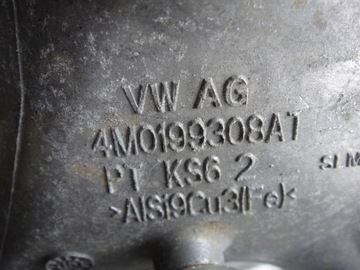 VW AG
4M0199308AT
PT KS6 2
>AlSi9Cu3(Fe)<